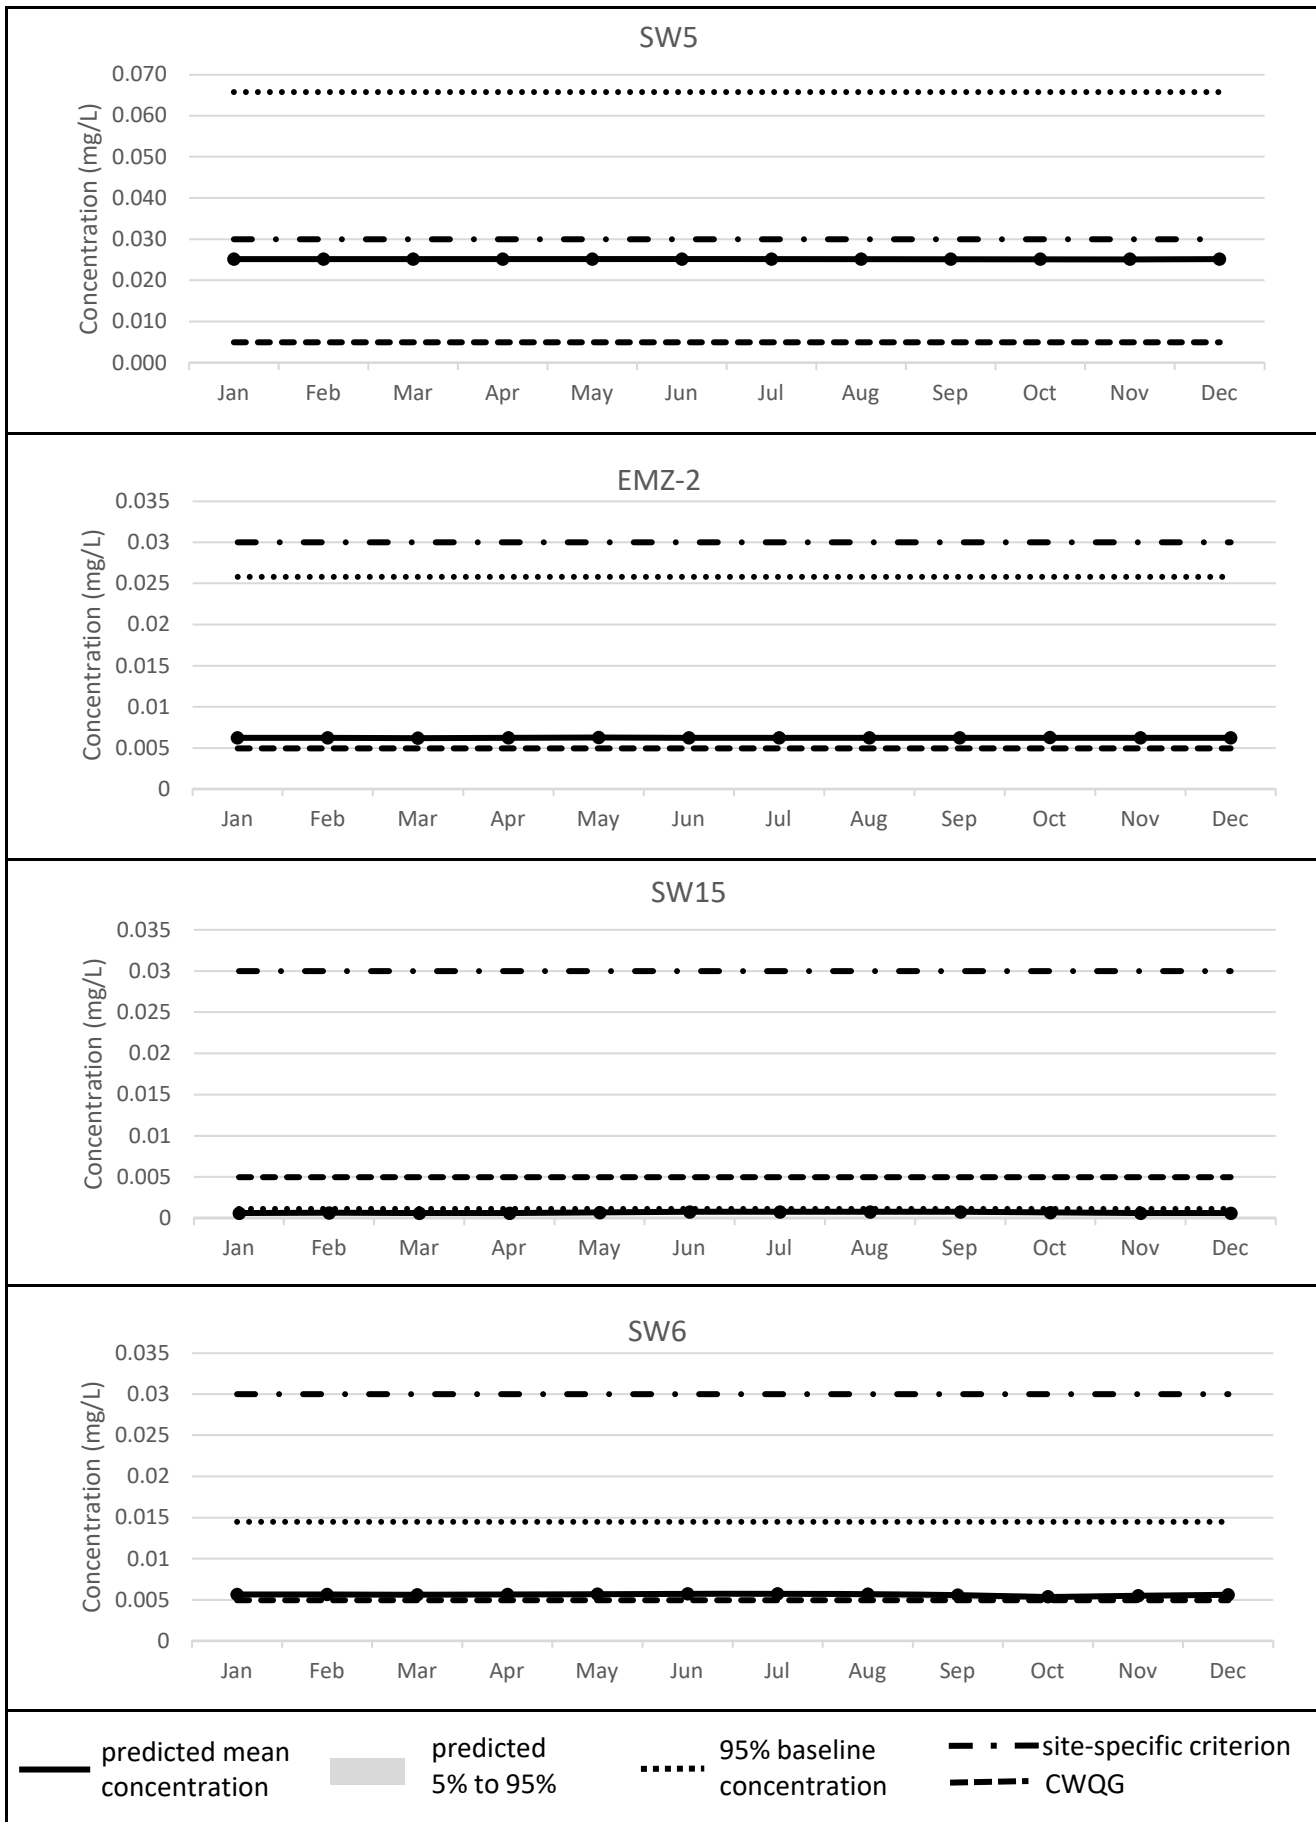 SW5
Concentration (mg/L)
0.070
0.060
0.050
0.040
0.030
0.020
0.010
0.000
Jan Feb Mar Apr May Jun Jul Aug Sep Oct Nov Dec
EMZ-2
Concentration (mg/L)
0.035
0.03
0.025
0.02
0.015
0.01
0.005
0
Jan Feb Mar Apr May Jun Jul Aug Sep Oct Nov Dec
SW15
Concentration (mg/L)
0.035
0.03
0.025
0.02
0.015
0.01
0.005
0
Jan Feb Mar Apr May Jun Jul Aug Sep Oct Nov Dec
SW6
Concentration (mg/L)
0.035
0.03
0.025
0.02
0.015
0.01
0.005
0
Jan Feb Mar Apr May Jun Jul Aug Sep Oct Nov Dec
predicted mean
concentration
predicted
5% to 95%
95% baseline
concentration
site-specific criterion
CWQG